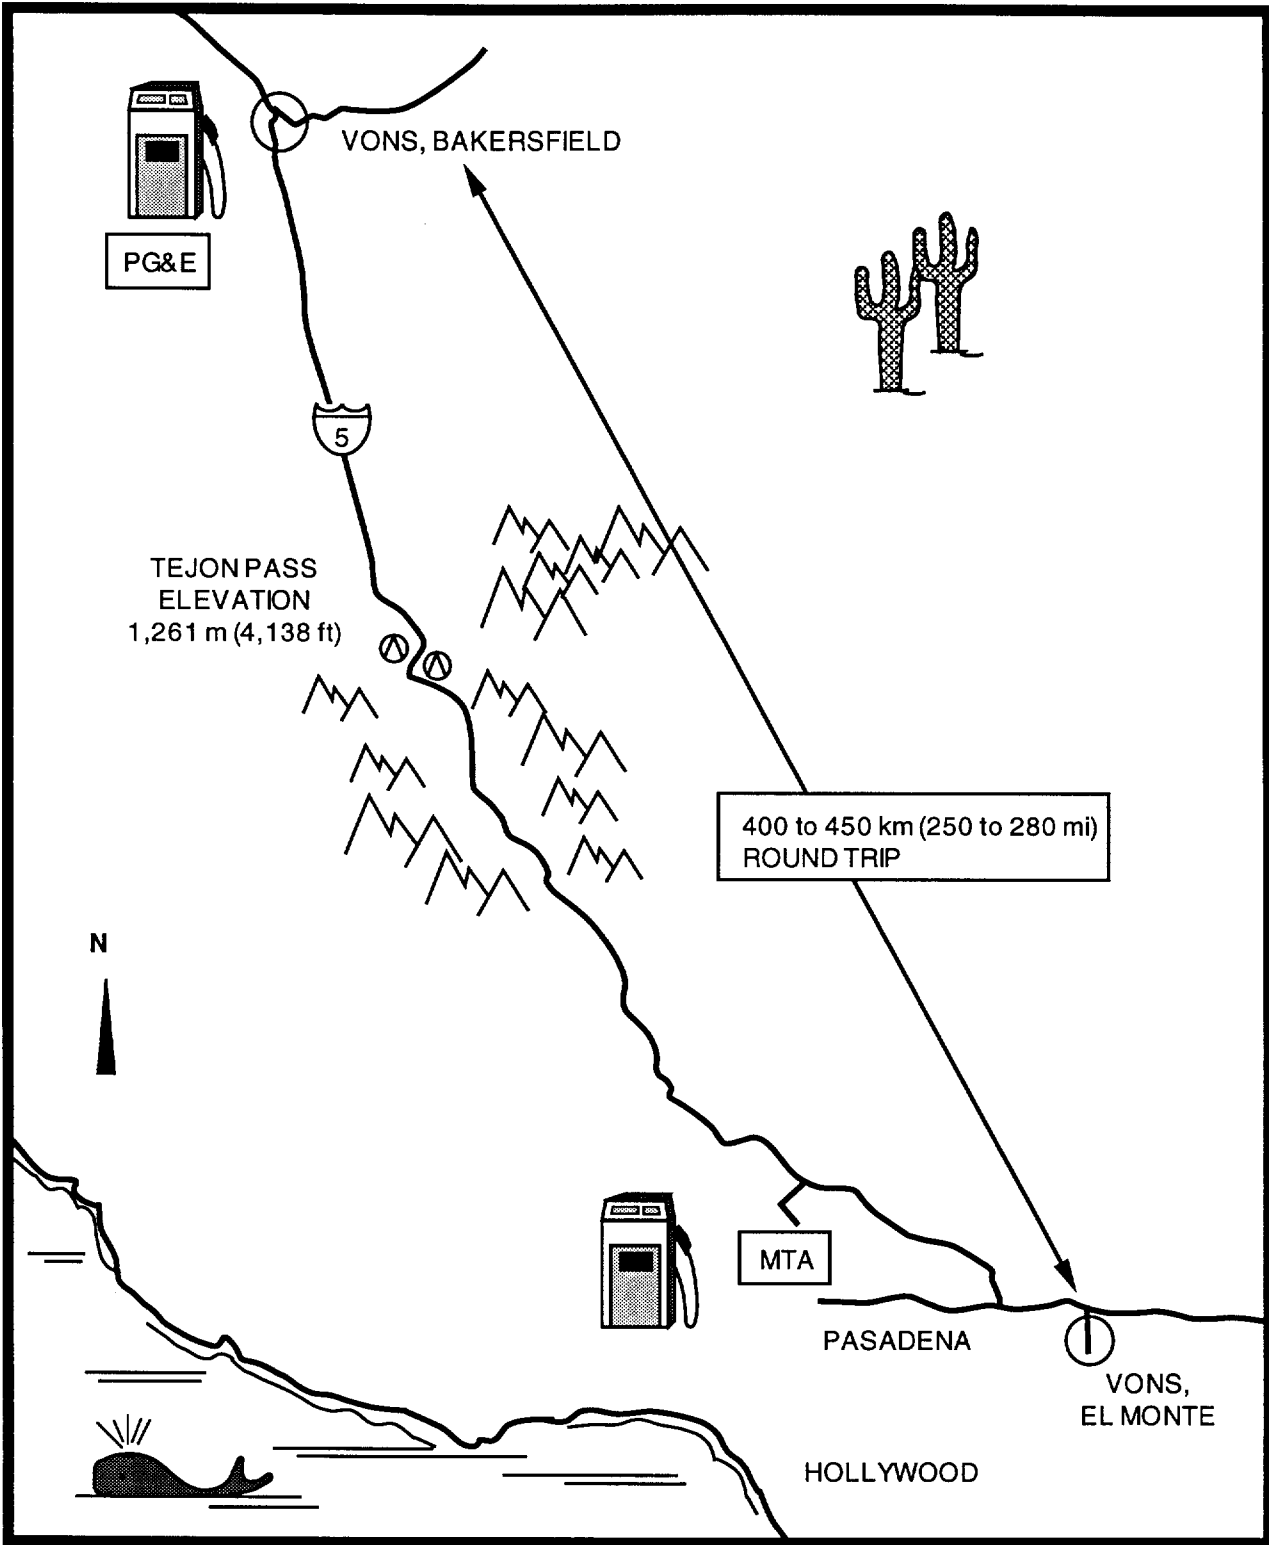 VONS, BAKERSFIELD
PG&E
5
TEJON PASS
ELEVATION
1,261 m (4,138 ft)
400 to 450 km (250 to 280 mi)
ROUND TRIP
N
MTA
PASADENA
VONS,
EL MONTE
HOLLYWOOD